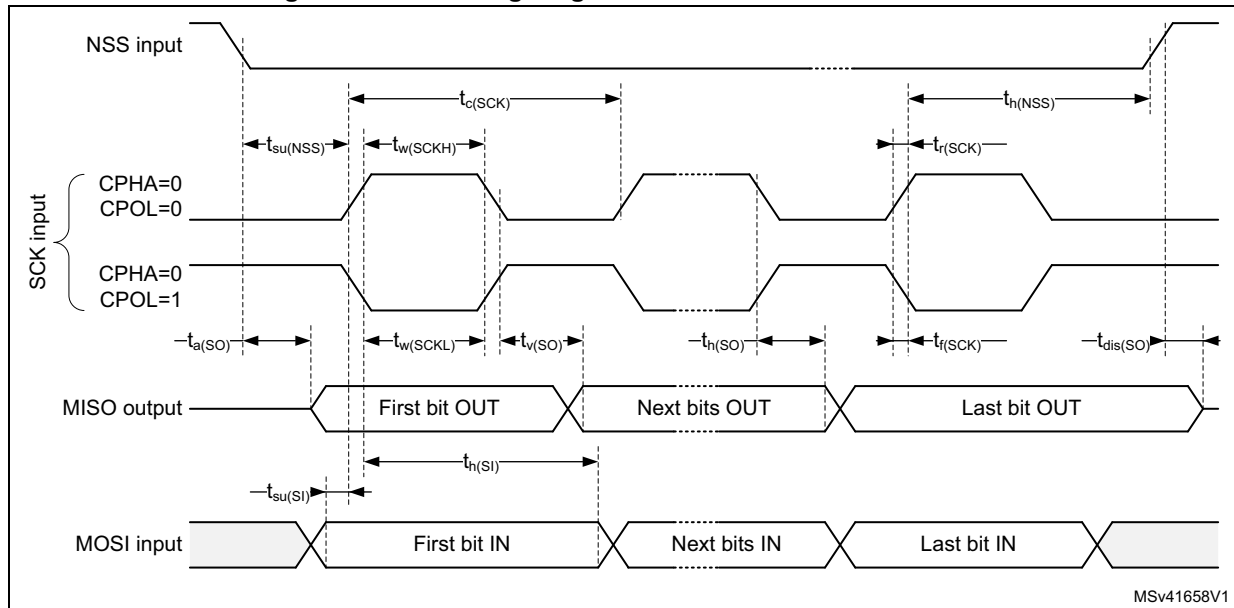 NSS input
tc(SCK)
th(NSS)
tsu(NSS)
tw(SCKH)
tr(SCK)
SCK input
CPHA=0
CPOL=0
CPHA=0
CPOL=1
ta(SO)
tw(SCKL)
tv(SO)
th(SO)
tf(SCK)
tdis(SO)
MISO output
First bit OUT
Next bits OUT
Last bit OUT
th(SI)
tsu(SI)
MOSI input
First bit IN
Next bits IN
Last bit IN
MSv41658V1